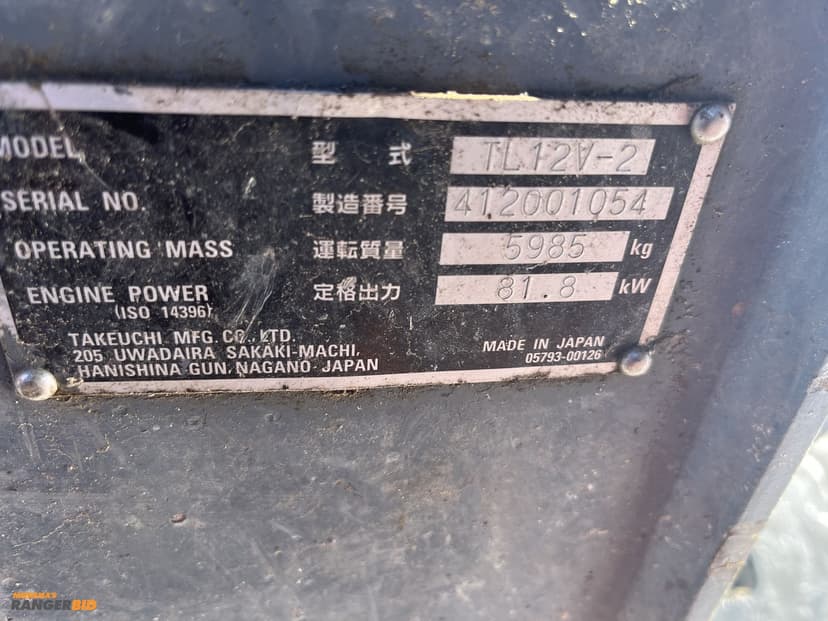 MODEL 型 式 TL12V-2
SERIAL NO. 製造番号 412001054
OPERATING MASS 運転質量 5985 kg
ENGINE POWER 定格出力 81.8 kW
(ISO 14396)
TAKEUCHI MFG. CO., LTD.
205 UWADAIRA SAKAKI-MACHI,
HANISHINA GUN, NAGANO JAPAN
MADE IN JAPAN
05793-00126
RANGERBID